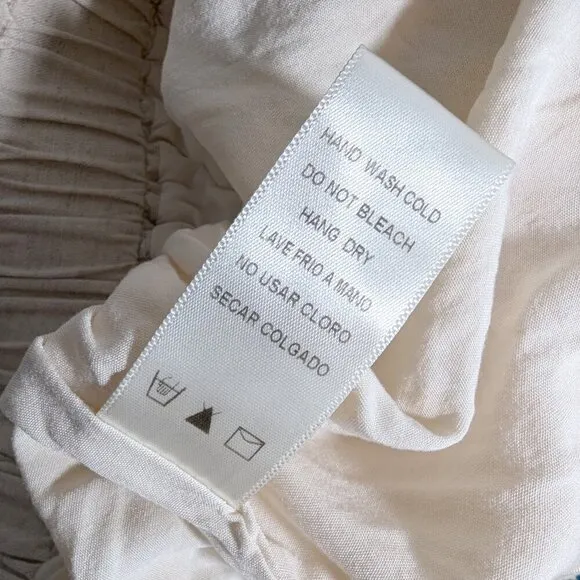 HAND WASH COLD
DO NOT BLEACH
HANG DRY
LAVE FRIO A MANO
NO USAR CLORO
SECAR COLGADO